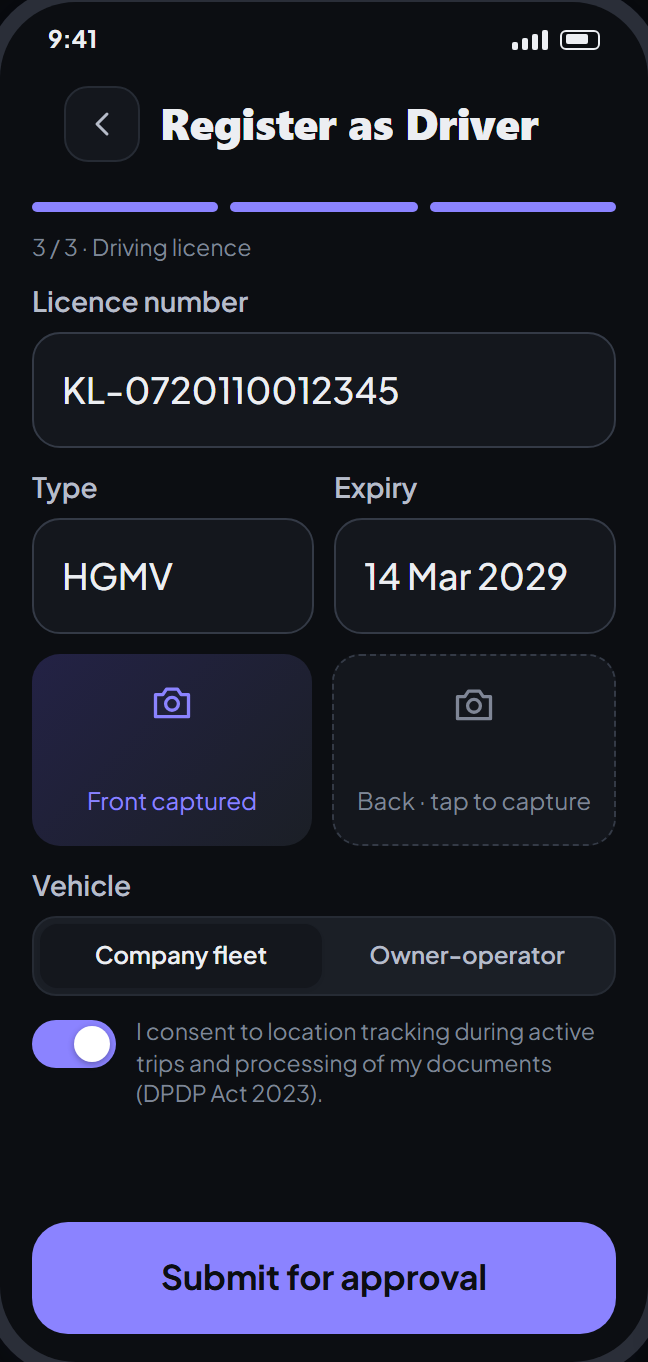 9:41
Register as Driver
3 / 3 · Driving licence
Licence number
KL-0720110012345
Type
Expiry
HGMV
14 Mar 2029
Front captured
Back · tap to capture
Vehicle
Company fleet
Owner-operator
I consent to location tracking during active
trips and processing of my documents
(DPDP Act 2023).
Submit for approval